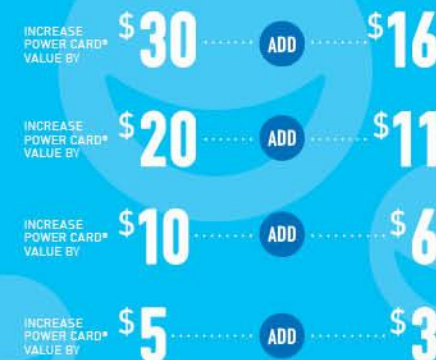 INCREASE
POWER CARD®
VALUE BY
$30 ADD $16
INCREASE
POWER CARD®
VALUE BY
$20 ADD $11
INCREASE
POWER CARD®
VALUE BY
$10 ADD $6
INCREASE
POWER CARD®
VALUE BY
$5 ADD $3